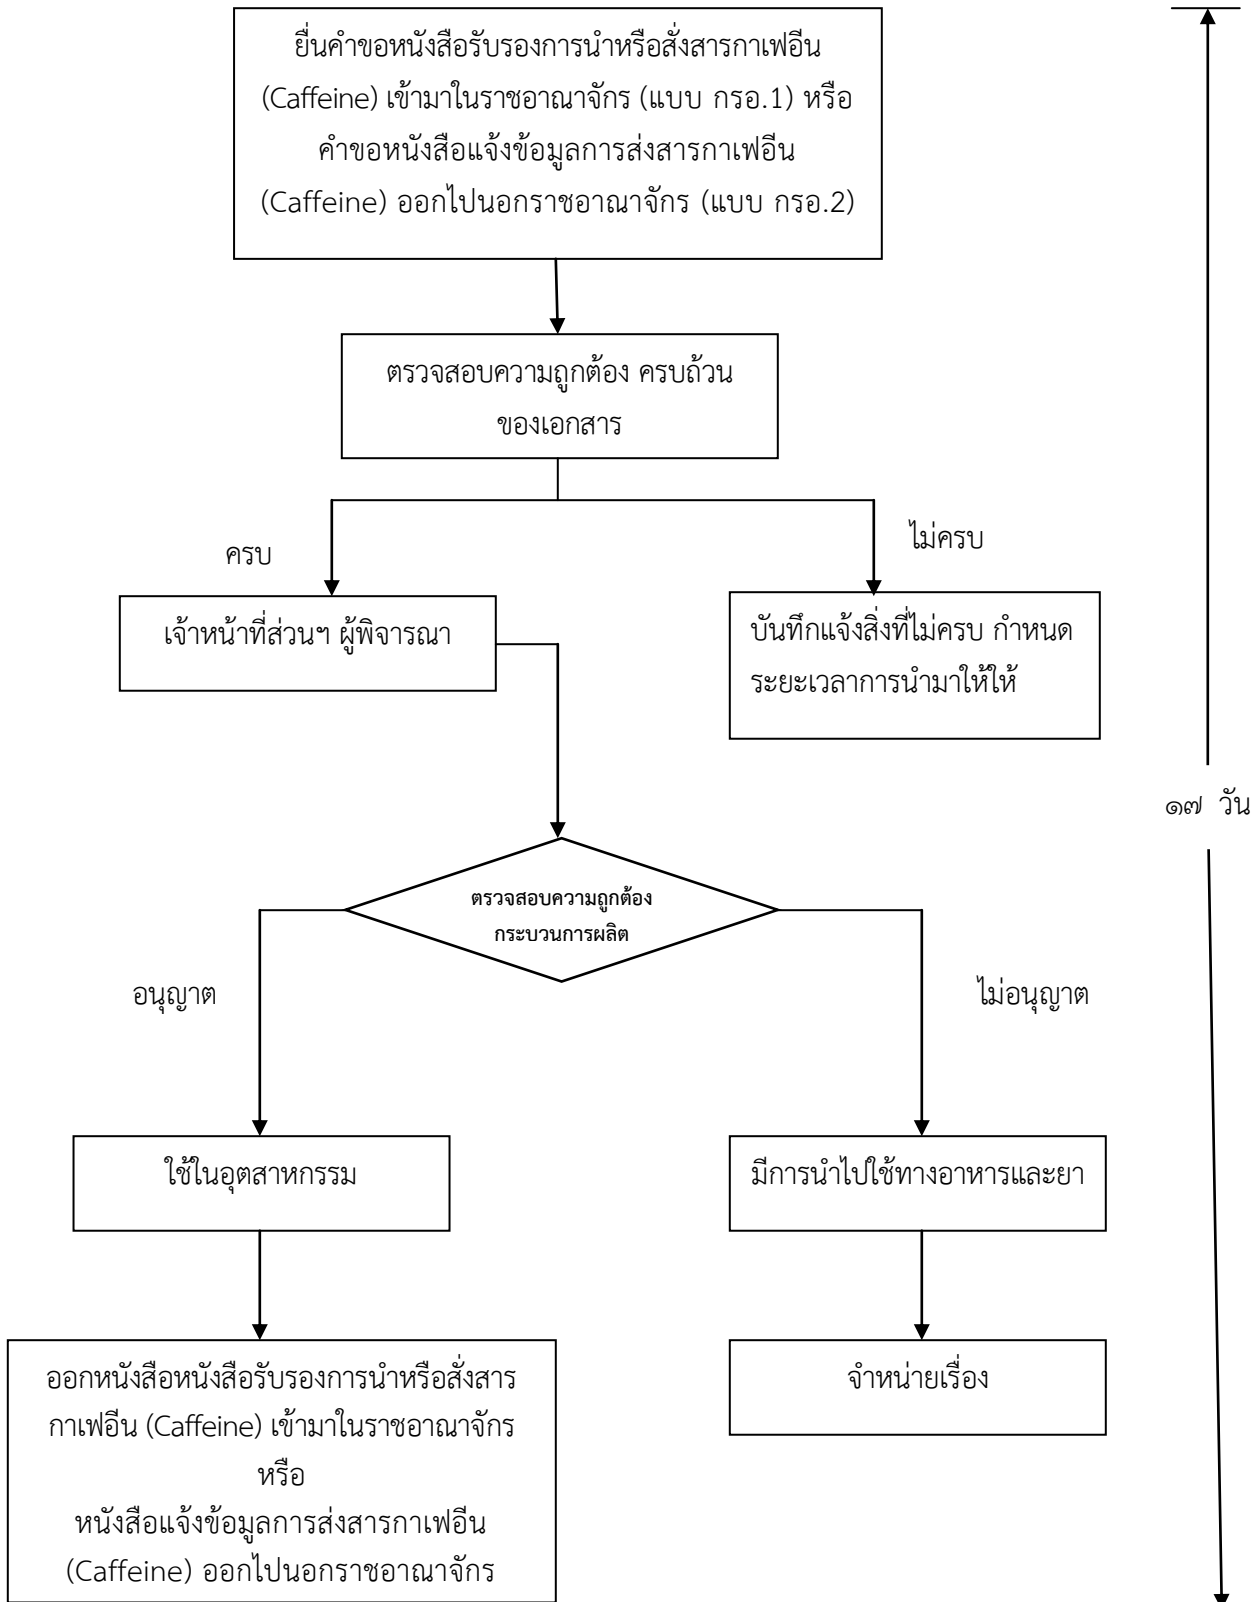 ยื่นคำขอหนังสือรับรองการนำหรือสั่งสารกาเฟอีน
(Caffeine) เข้ามาในราชอาณาจักร (แบบ กรอ.1) หรือ
คำขอหนังสือแจ้งข้อมูลการส่งสารกาเฟอีน
(Caffeine) ออกไปนอกราชอาณาจักร (แบบ กรอ.2)
ตรวจสอบความถูกต้อง ครบถ้วน
ของเอกสาร
ครบ
ไม่ครบ
เจ้าหน้าที่ส่วนฯ ผู้พิจารณา
บันทึกแจ้งสิ่งที่ไม่ครบ กำหนด
ระยะเวลาการนำมาให้ให้
๑๗ วัน
ตรวจสอบความถูกต้อง
กระบวนการผลิต
อนุญาต
ไม่อนุญาต
ใช้ในอุตสาหกรรม
มีการนำไปใช้ทางอาหารและยา
ออกหนังสือหนังสือรับรองการนำหรือสั่งสาร
กาเฟอีน (Caffeine) เข้ามาในราชอาณาจักร
หรือ
หนังสือแจ้งข้อมูลการส่งสารกาเฟอีน
(Caffeine) ออกไปนอกราชอาณาจักร
จำหน่ายเรื่อง